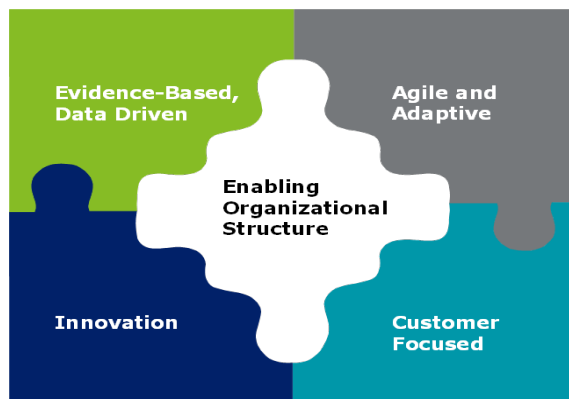 Evidence-Based,
Data Driven
Agile and
Adaptive
Enabling
Organizational
Structure
Innovation
Customer
Focused